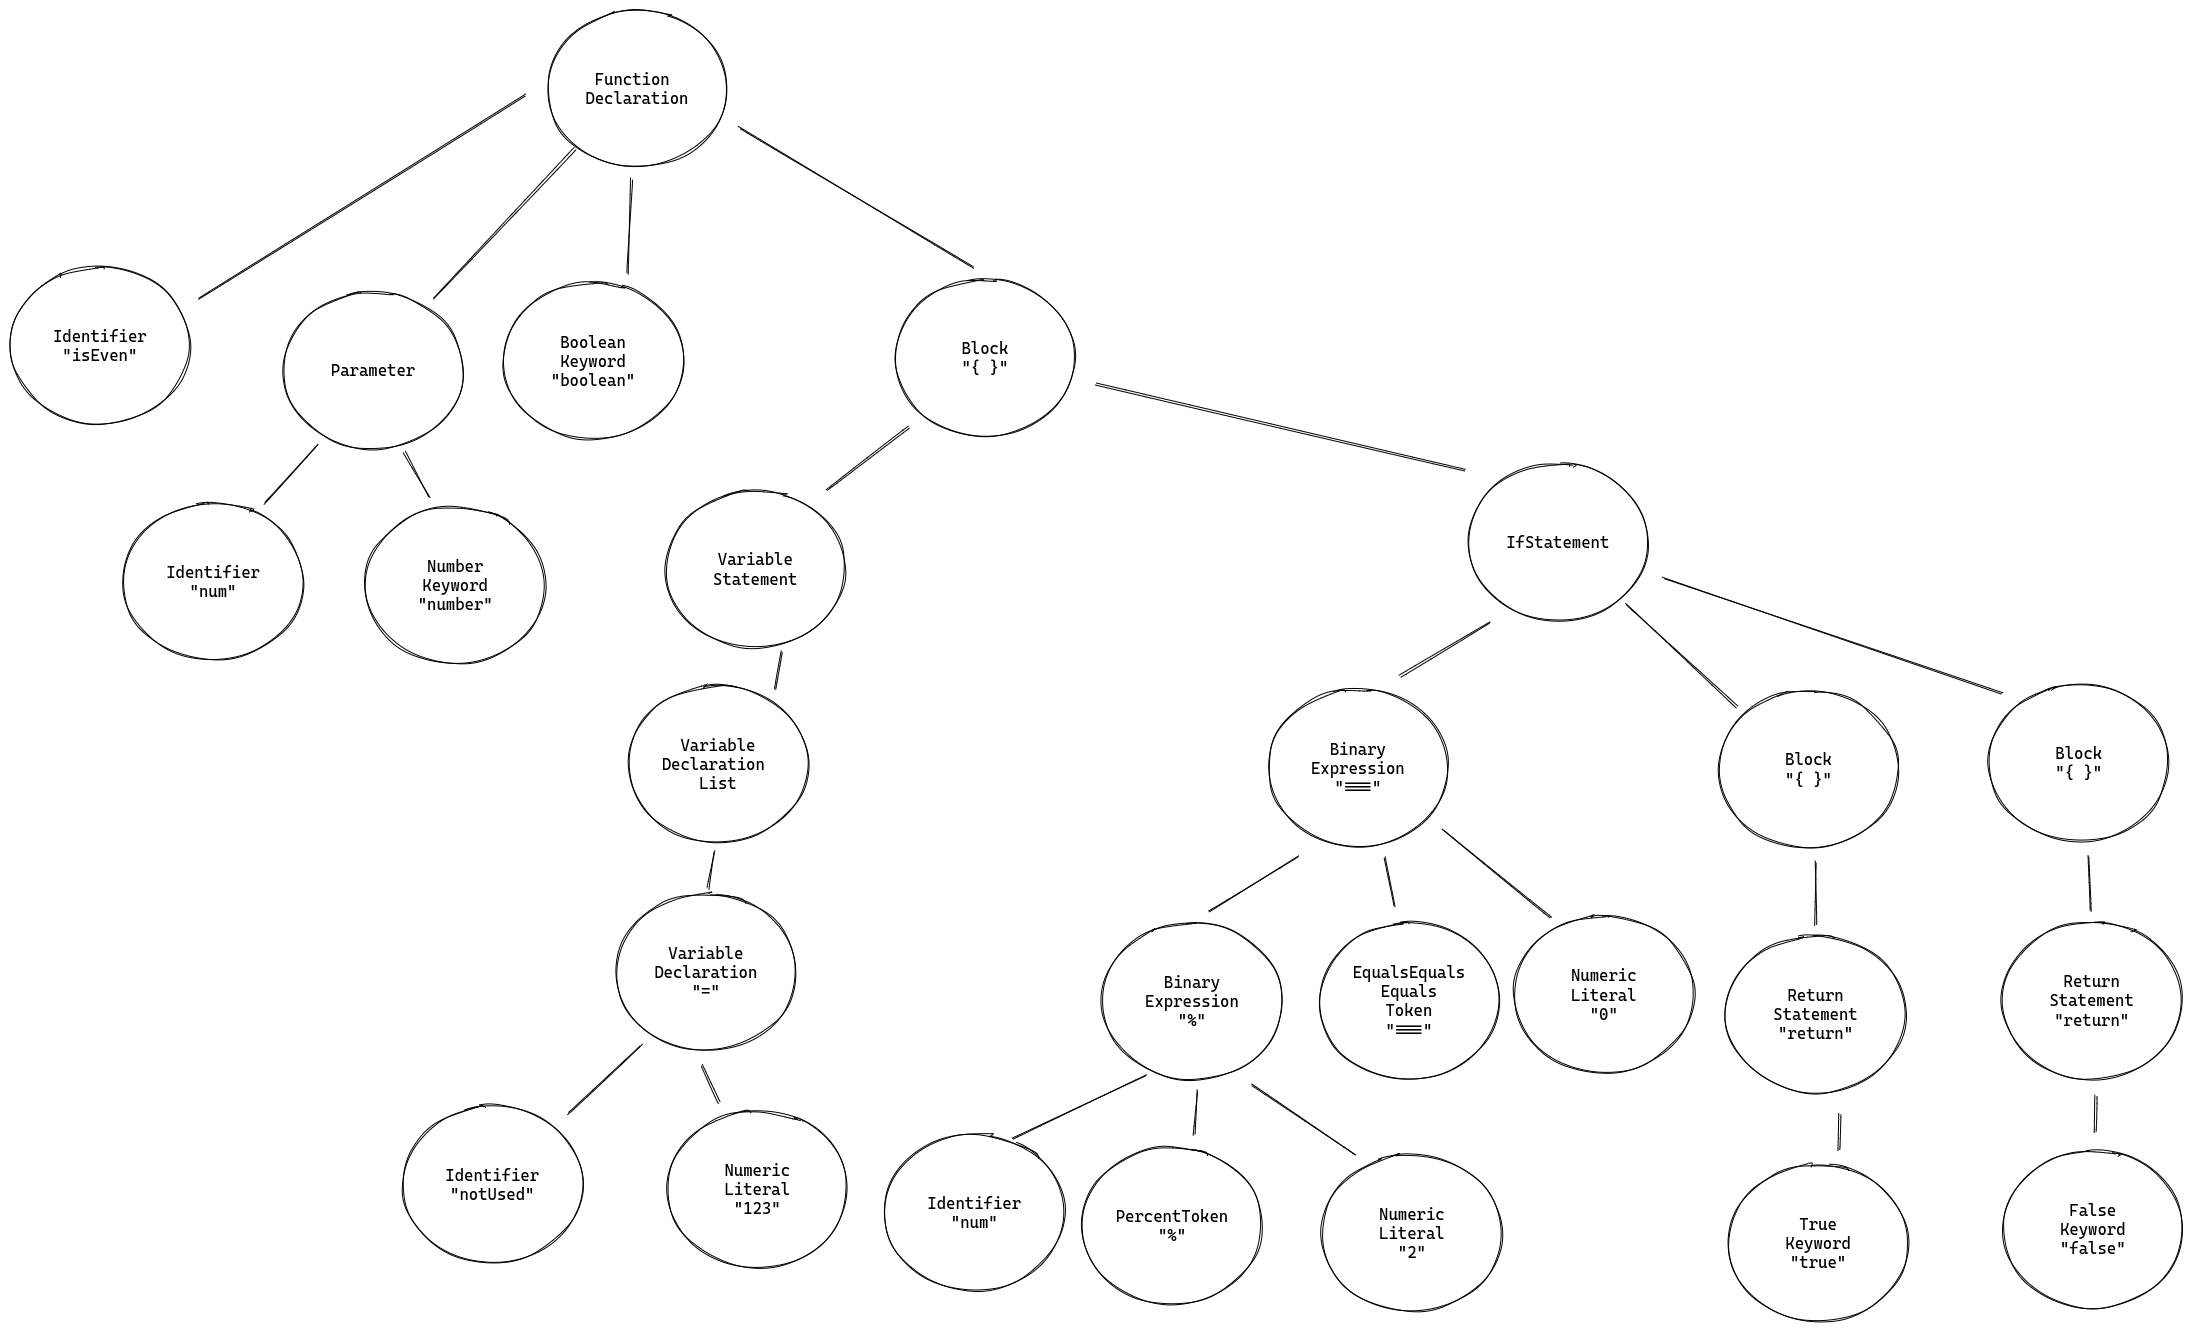 Function
Declaration
Identifier
"isEven"
Parameter
Boolean
Keyword
"boolean"
Block
"{ }"
Identifier
"num"
Number
Keyword
"number"
Variable
Statement
IfStatement
Variable
Declaration
List
Binary
Expression
"==="
Block
"{ }"
Block
"{ }"
Variable
Declaration
"="
Binary
Expression
"%"
EqualsEquals
Equals
Token
"==="
Numeric
Literal
"0"
Return
Statement
"return"
Return
Statement
"return"
Identifier
"notUsed"
Numeric
Literal
"123"
Identifier
"num"
PercentToken
"%"
Numeric
Literal
"2"
True
Keyword
"true"
False
Keyword
"false"